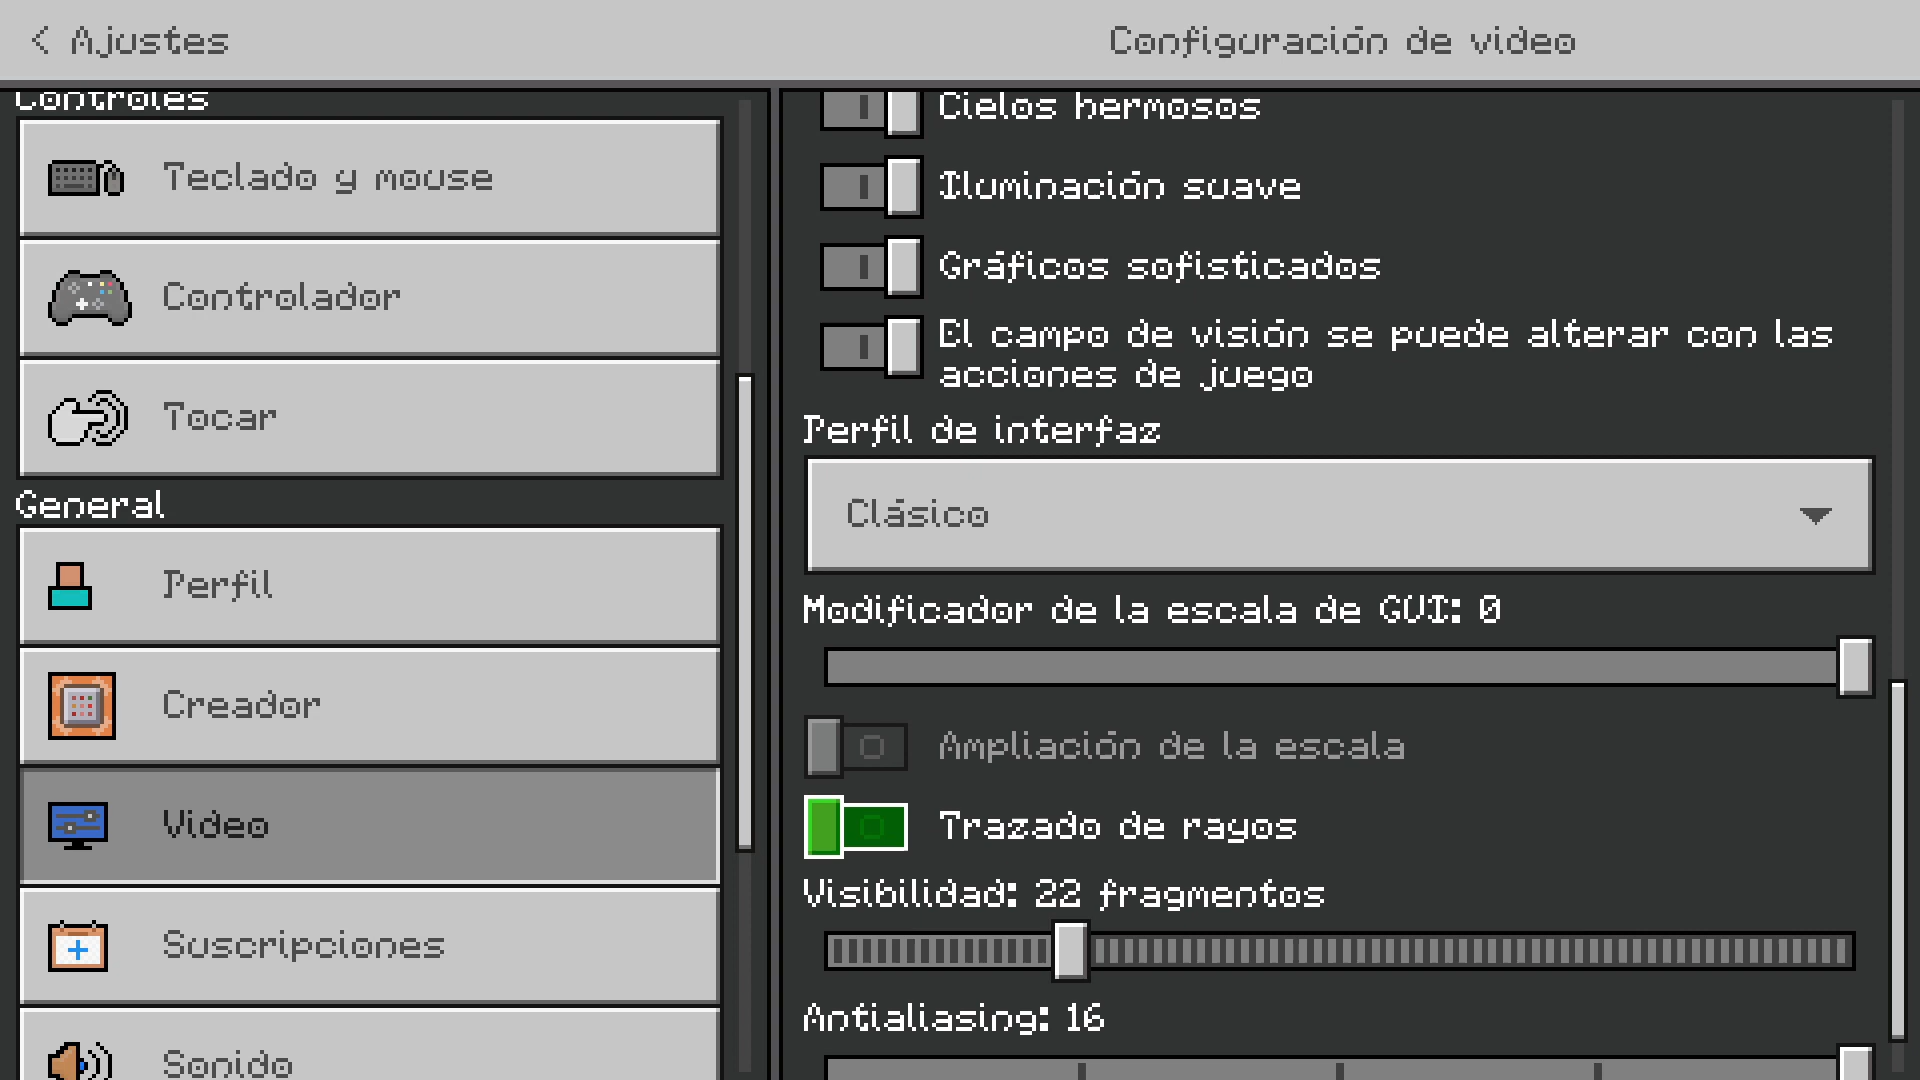 Ajustes
Configuración de video
Controles
Teclado y mouse
Controlador
Tocar
General
Perfil
Creador
Video
Suscripciones
Sonido
Cielos hermosos
Iluminación suave
Gráficos sofisticados
El campo de visión se puede alterar con las
acciones de juego
Perfil de interfaz
Clásico
Modificador de la escala de GUI: 0
Ampliación de la escala
Trazado de rayos
Visibilidad: 22 fragmentos
Antialiasing: 16